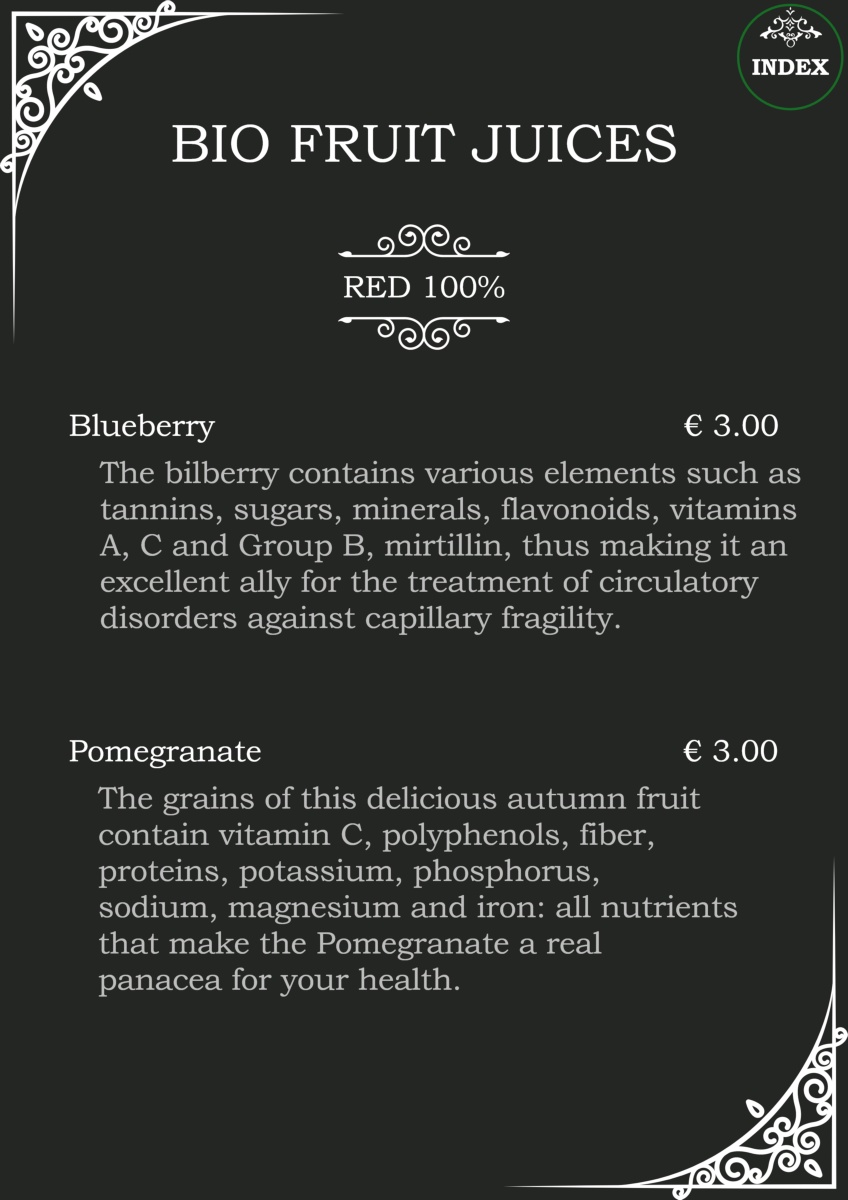 INDEX
BIO FRUIT JUICES
RED 100%
Blueberry € 3.00
The bilberry contains various elements such as
tannins, sugars, minerals, flavonoids, vitamins
A, C and Group B, mirtillin, thus making it an
excellent ally for the treatment of circulatory
disorders against capillary fragility.
Pomegranate € 3.00
The grains of this delicious autumn fruit
contain vitamin C, polyphenols, fiber,
proteins, potassium, phosphorus,
sodium, magnesium and iron: all nutrients
that make the Pomegranate a real
panacea for your health.